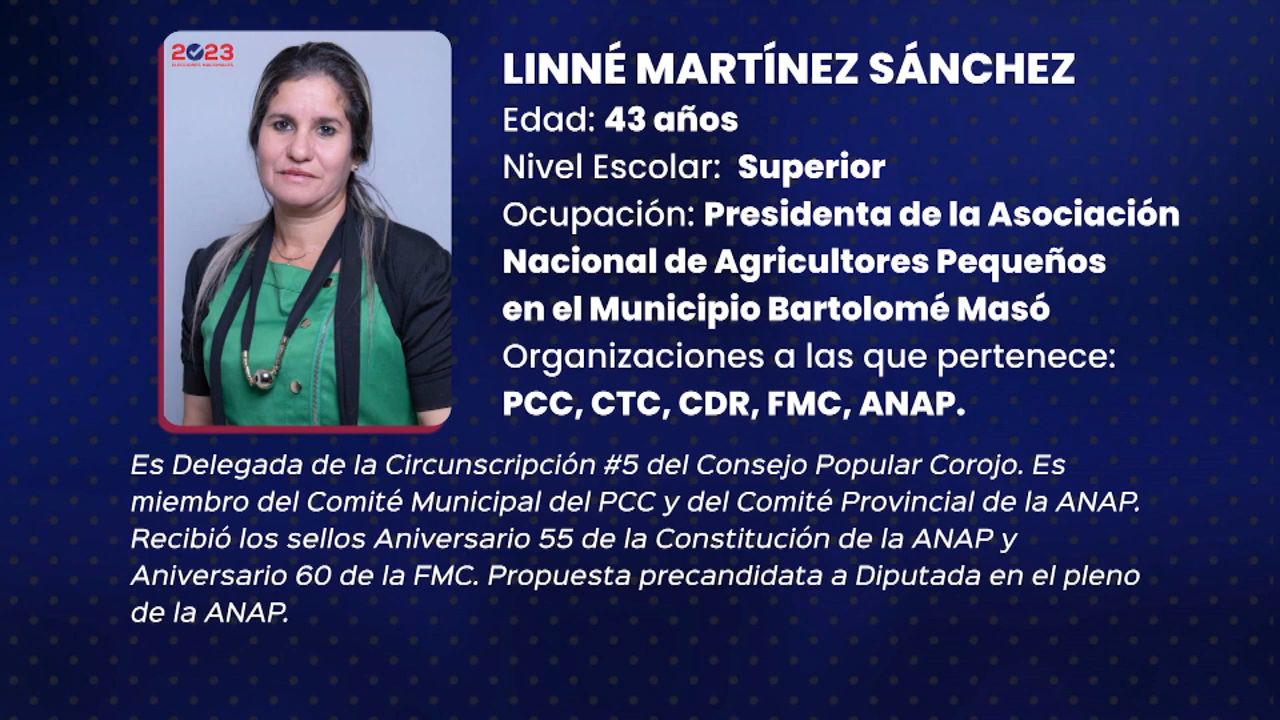 2023
ELECCIONES NACIONALES
LINNÉ MARTÍNEZ SÁNCHEZ
Edad: 43 años
Nivel Escolar: Superior
Ocupación: Presidenta de la Asociación
Nacional de Agricultores Pequeños
en el Municipio Bartolomé Masó
Organizaciones a las que pertenece:
PCC, CTC, CDR, FMC, ANAP.
Es Delegada de la Circunscripción #5 del Consejo Popular Corojo. Es
miembro del Comité Municipal del PCC y del Comité Provincial de la ANAP.
Recibió los sellos Aniversario 55 de la Constitución de la ANAP y
Aniversario 60 de la FMC. Propuesta precandidata a Diputada en el pleno
de la ANAP.